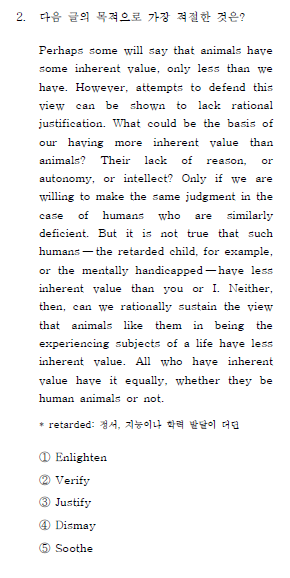 2. 다음 글의 목적으로 가장 적절한 것은?
Perhaps some will say that animals have
some inherent value, only less than we
have. However, attempts to defend this
view can be shown to lack rational
justification. What could be the basis of
our having more inherent value than
animals? Their lack of reason, or
autonomy, or intellect? Only if we are
willing to make the same judgment in the
case of humans who are similarly
deficient. But it is not true that such
humans—the retarded child, for example,
or the mentally handicapped—have less
inherent value than you or I. Neither,
then, can we rationally sustain the view
that animals like them in being the
experiencing subjects of a life have less
inherent value. All who have inherent
value have it equally, whether they be
human animals or not.
* retarded: 정서, 지능이나 학력 발달이 더딘
① Enlighten
② Verify
③ Justify
④ Dismay
⑤ Soothe